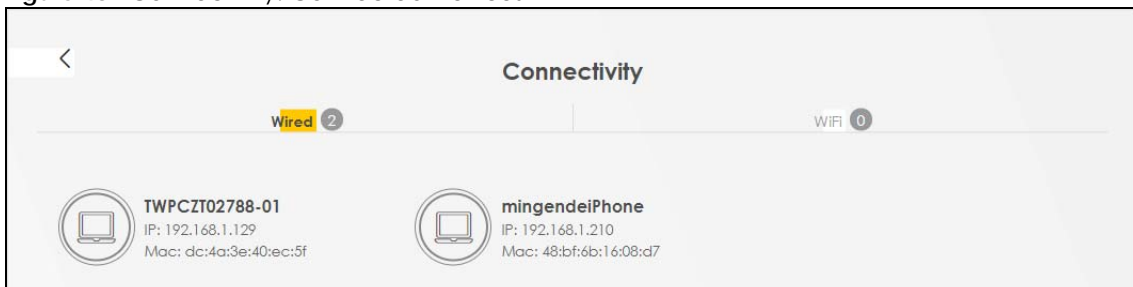 Connectivity
Wired 2
WiFi 0
TWPCZT02788-01
IP: 192.168.1.129
Mac: dc:4a:3e:40:ec:5f
mingendeiPhone
IP: 192.168.1.210
Mac: 48:bf:6b:16:08:d7